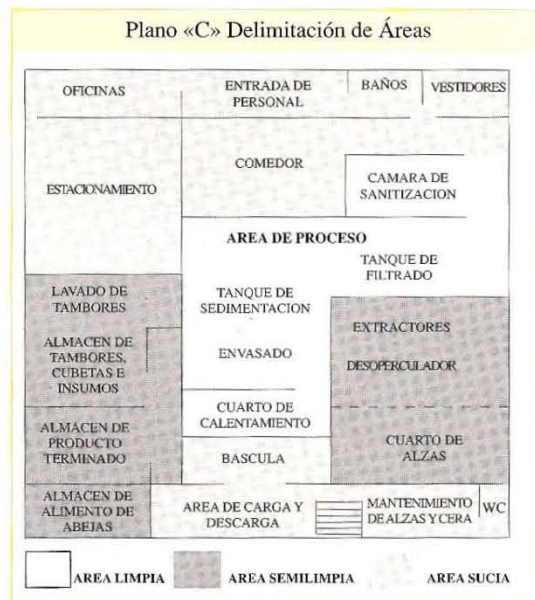 Plano «C» Delimitación de Áreas
OFICINAS
ENTRADA DE
PERSONAL
BAÑOS
VESTIDORES
ESTACIONAMIENTO
COMEDOR
CAMARA DE
SANITIZACION
AREA DE PROCESO
TANQUE DE
FILTRADO
LAVADO DE
TAMBORES
TANQUE DE
SEDIMENTACION
EXTRACTORES
ALMACEN DE
TAMBORES,
CUBETAS E
INSUMOS
ENVASADO
DESOPERCULADOR
CUARTO DE
CALENTAMIENTO
ALMACEN DE
PRODUCTO
TERMINADO
BASCULA
CUARTO DE
ALZAS
ALMACEN DE
ALIMENTO DE
ABEJAS
AREA DE CARGA Y
DESCARGA
MANTENIMIENTO
DE ALZAS Y CERA
WC
AREA LIMPIA
AREA SEMILIMPIA
AREA SUCIA